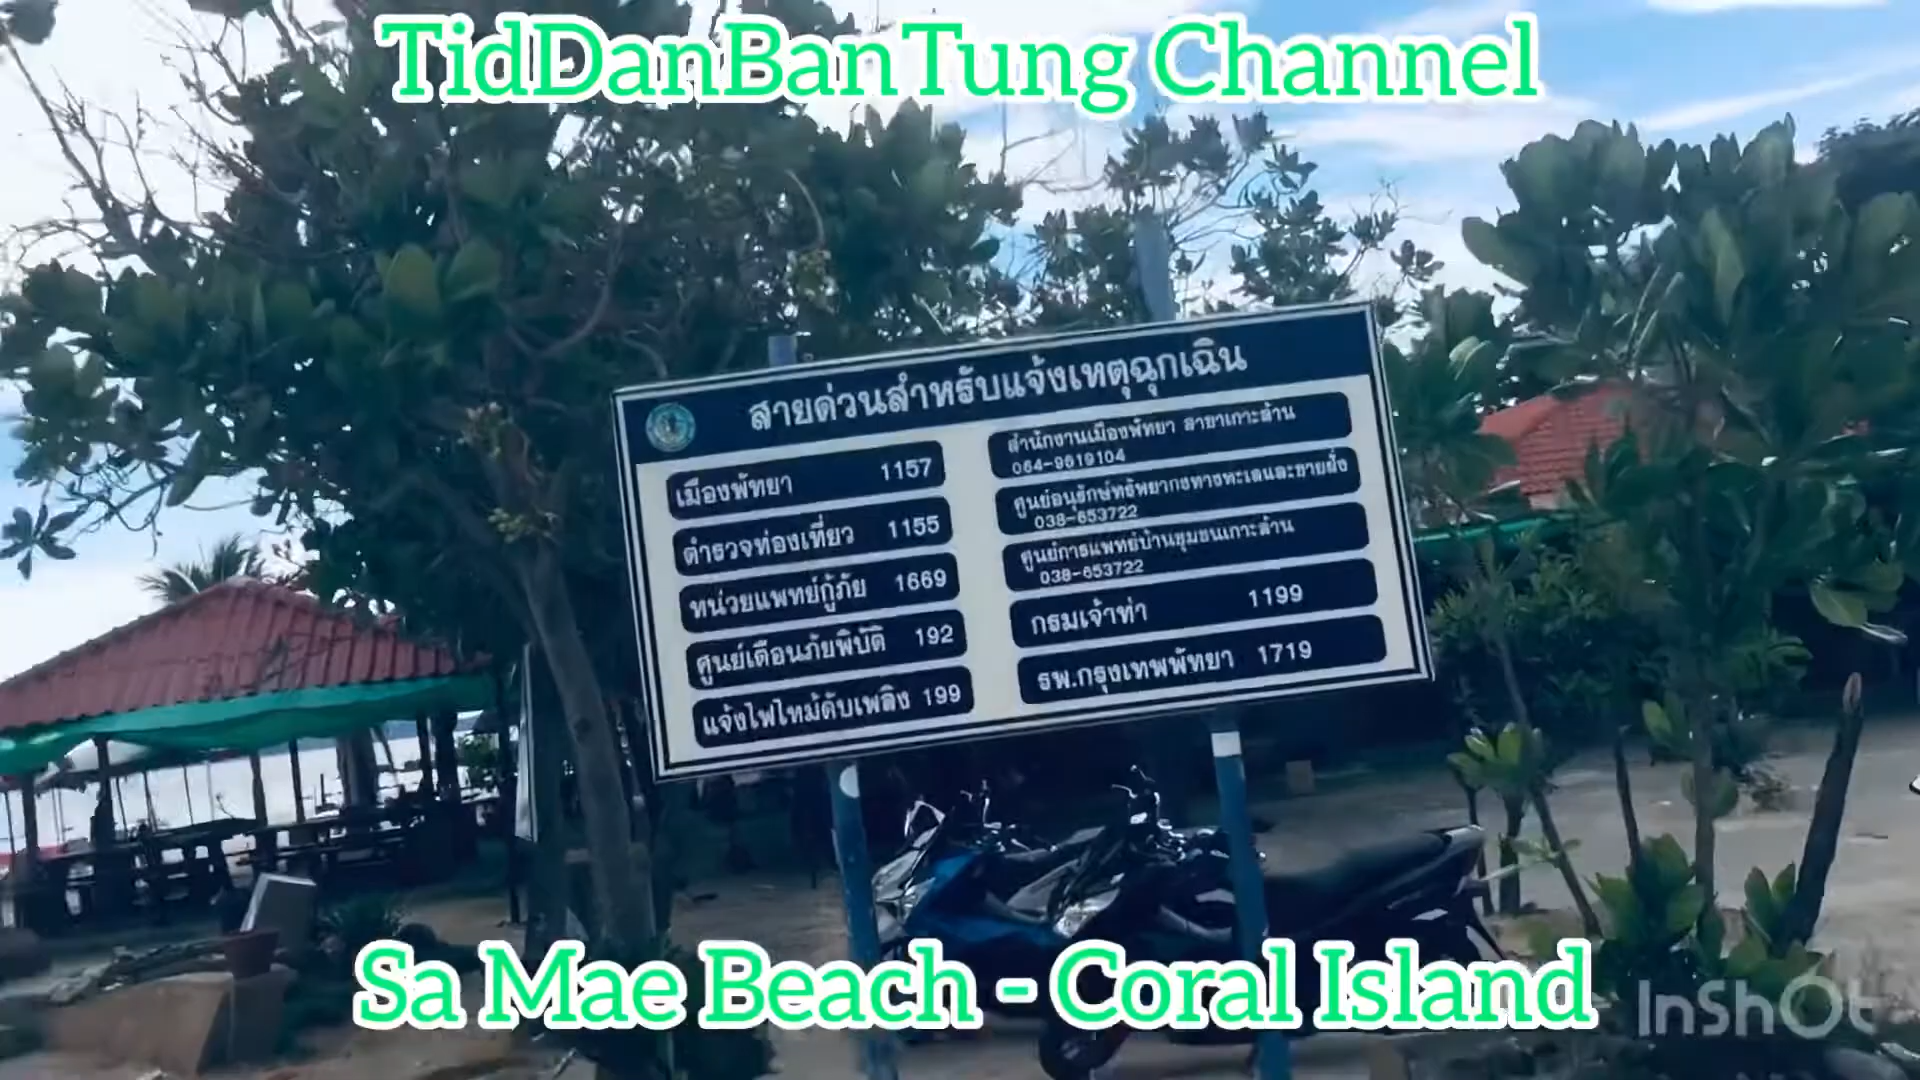 TidDanBanTung Channel
สายด่วนสำหรับแจ้งเหตุฉุกเฉิน
เมืองพัทยา 1157
ตำรวจท่องเที่ยว 1155
หน่วยแพทย์กู้ภัย 1669
ศูนย์เตือนภัยพิบัติ 192
แจ้งไฟไหม้ดับเพลิง 199
สำนักงานเมืองพัทยา สาขาเกาะล้าน
064-9619104
ศูนย์อนุรักษ์ทรัพยากรทางทะเลและชายฝั่ง
038-653722
ศูนย์การแพทย์บ้านชุมชนเกาะล้าน
038-653722
กรมเจ้าท่า 1199
รพ.กรุงเทพพัทยา 1719
Sa Mae Beach - Coral Island
InShOt